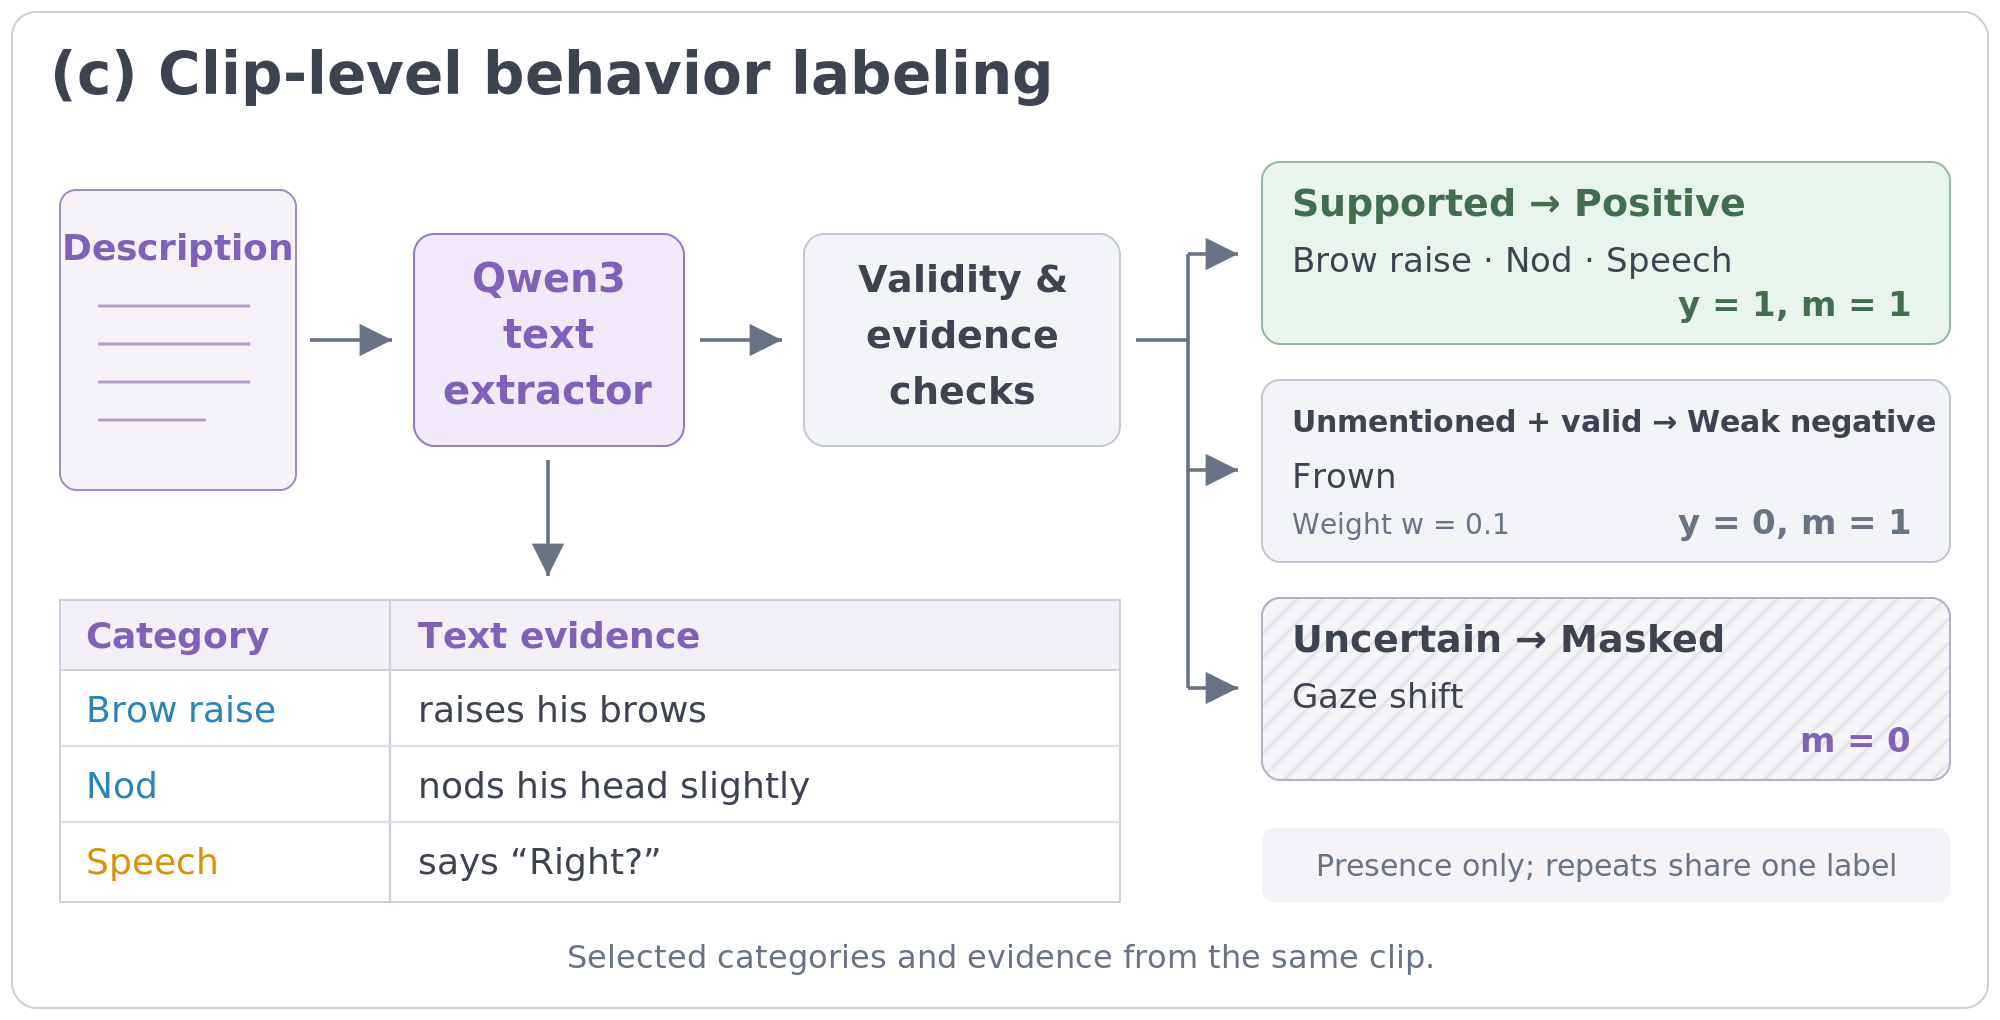 (c) Clip-level behavior labeling
Description
Qwen3
text
extractor
Validity &
evidence
checks
Supported → Positive
Brow raise · Nod · Speech
y = 1, m = 1
Unmentioned + valid → Weak negative
Frown
Weight w = 0.1
y = 0, m = 1
Uncertain → Masked
Gaze shift
m = 0
Category
Text evidence
Brow raise
raises his brows
Nod
nods his head slightly
Speech
says “Right?”
Presence only; repeats share one label
Selected categories and evidence from the same clip.